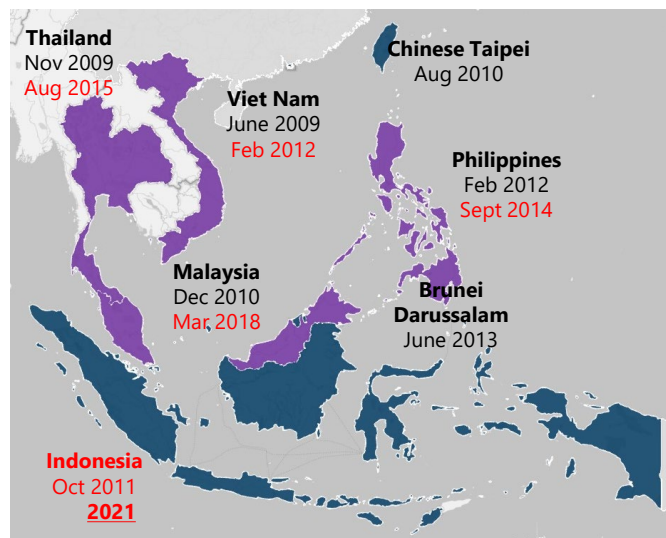 Thailand
Nov 2009
Aug 2015
Chinese Taipei
Aug 2010
Viet Nam
June 2009
Feb 2012
Philippines
Feb 2012
Sept 2014
Malaysia
Dec 2010
Mar 2018
Brunei
Darussalam
June 2013
Indonesia
Oct 2011
2021